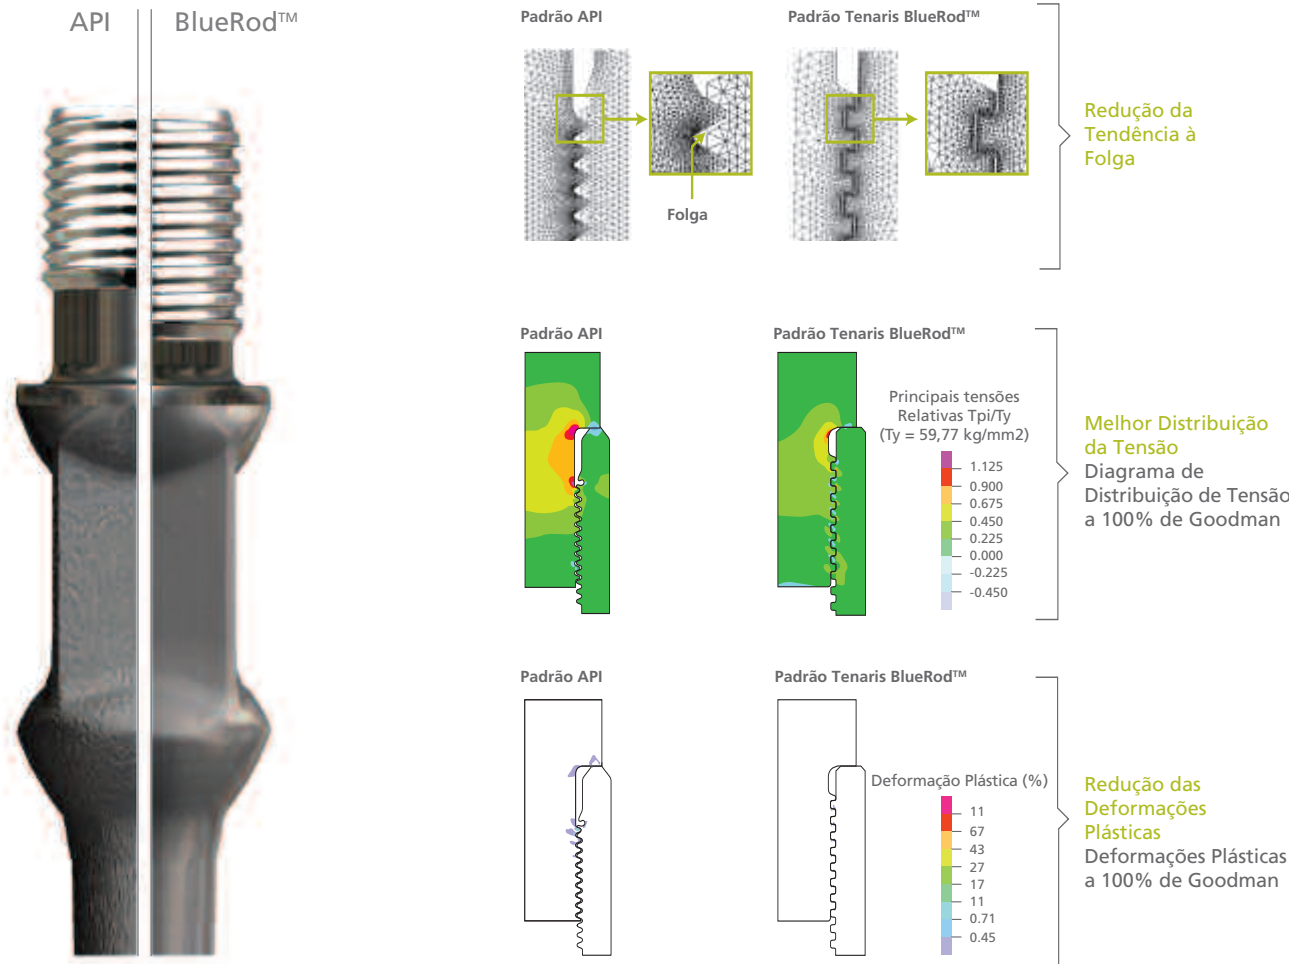 API
BlueRod™
Padrão API
Padrão Tenaris BlueRod™
Folga
Redução da
Tendência à
Folga
Padrão API
Padrão Tenaris BlueRod™
Principais tensões
Relativas Tpi/Ty
(Ty = 59,77 kg/mm2)
1.125
0.900
0.675
0.450
0.225
0.000
-0.225
-0.450
Melhor Distribuição
da Tensão
Diagrama de
Distribuição de Tensão
a 100% de Goodman
Padrão API
Padrão Tenaris BlueRod™
Deformação Plástica (%)
11
67
43
27
17
11
0.71
0.45
Redução das
Deformações
Plásticas
Deformações Plásticas
a 100% de Goodman